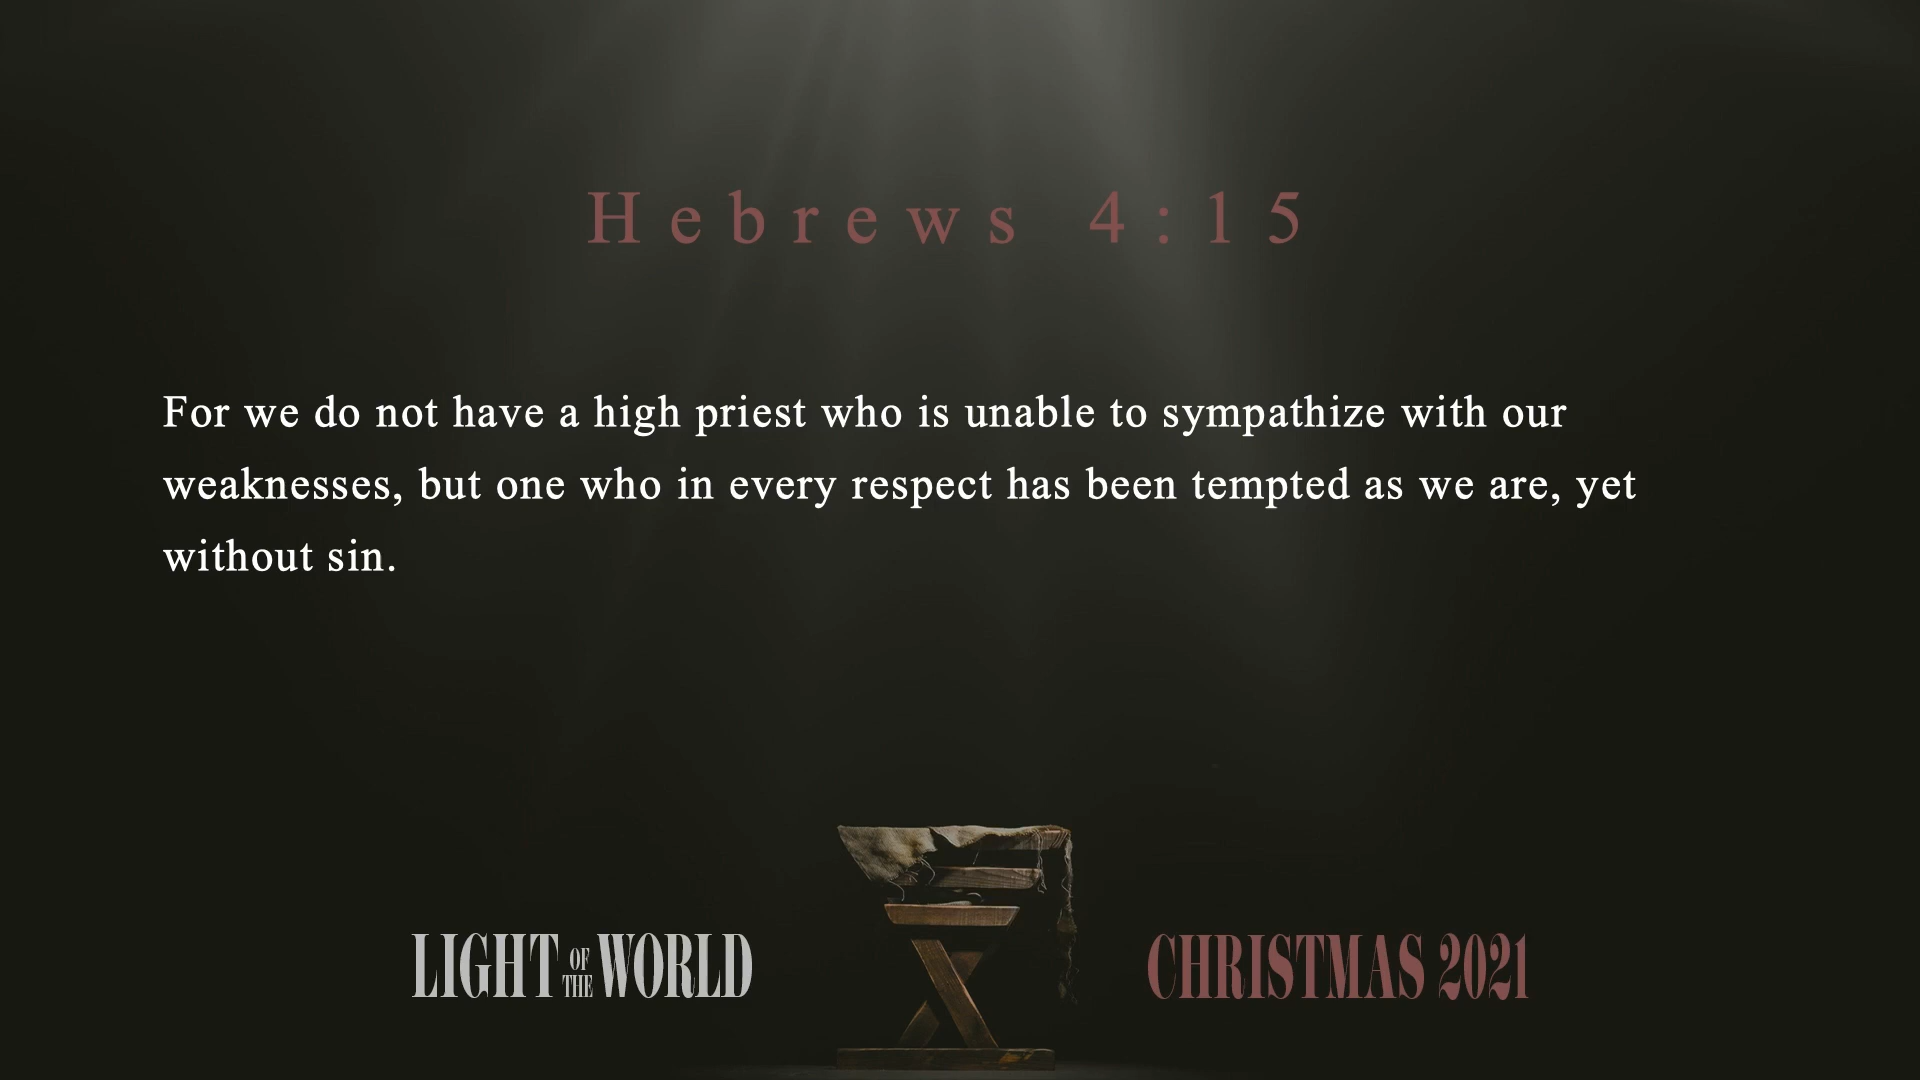 Hebrews 4:15
For we do not have a high priest who is unable to sympathize with our
weaknesses, but one who in every respect has been tempted as we are, yet
without sin.
LIGHT OF THE WORLD
CHRISTMAS 2021